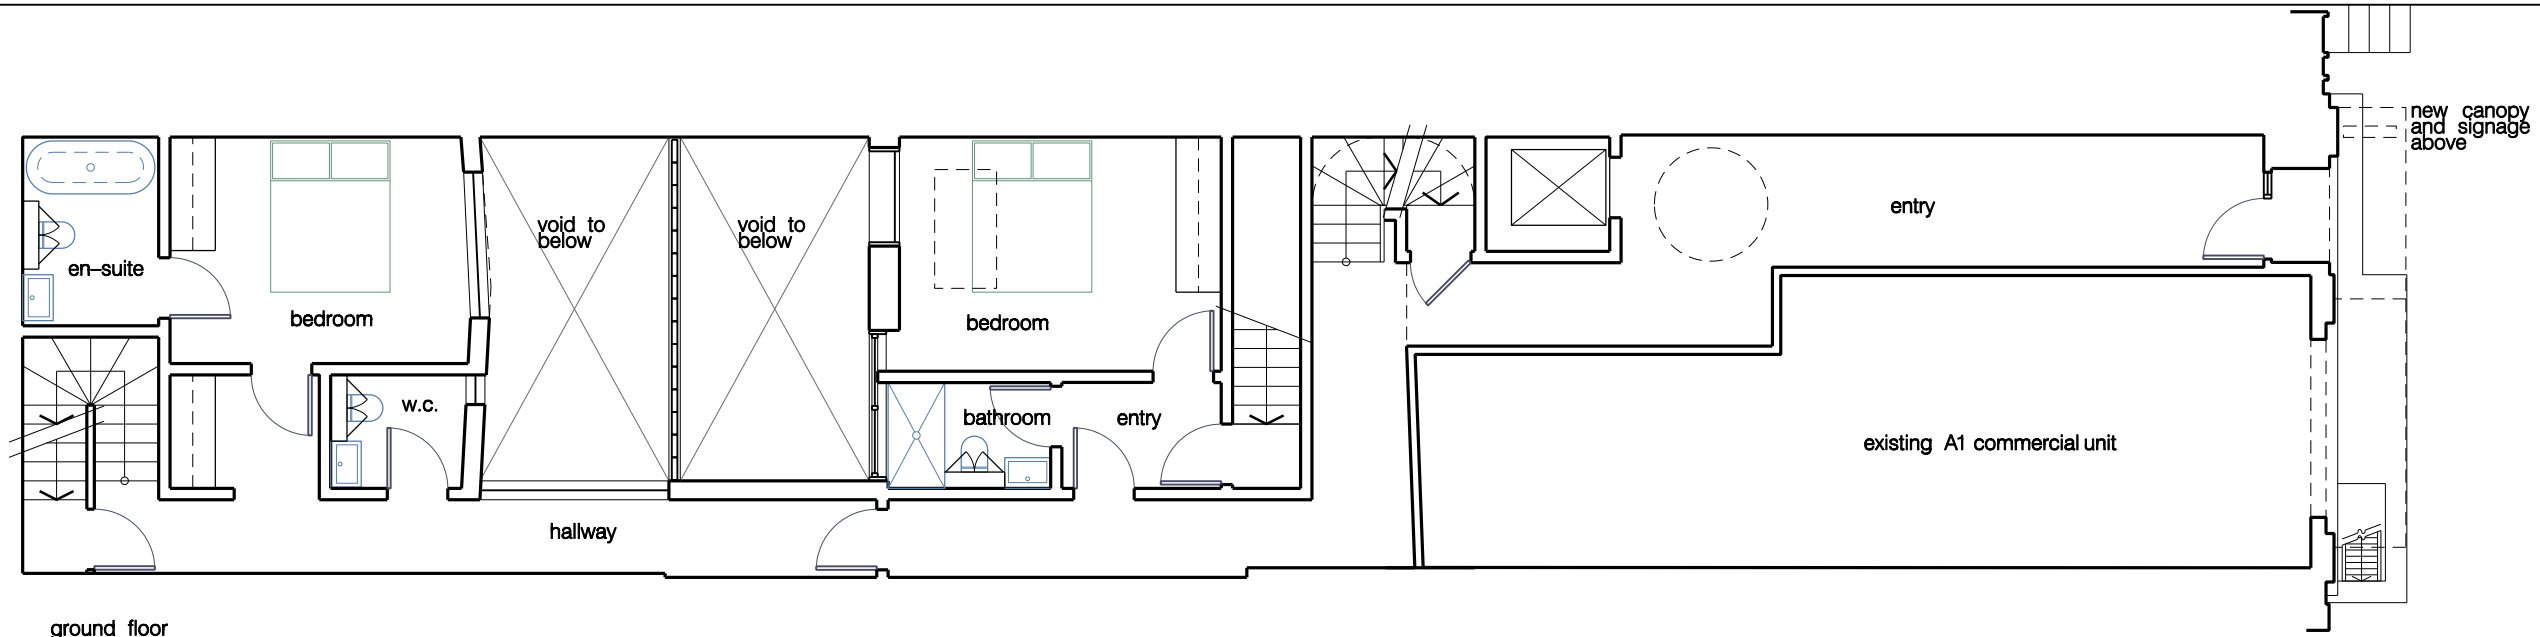 new canopy
and signage
above
void to
below
void to
below
entry
en-suite
bedroom
bedroom
w.c.
bathroom
entry
existing A1 commercial unit
hallway
ground floor